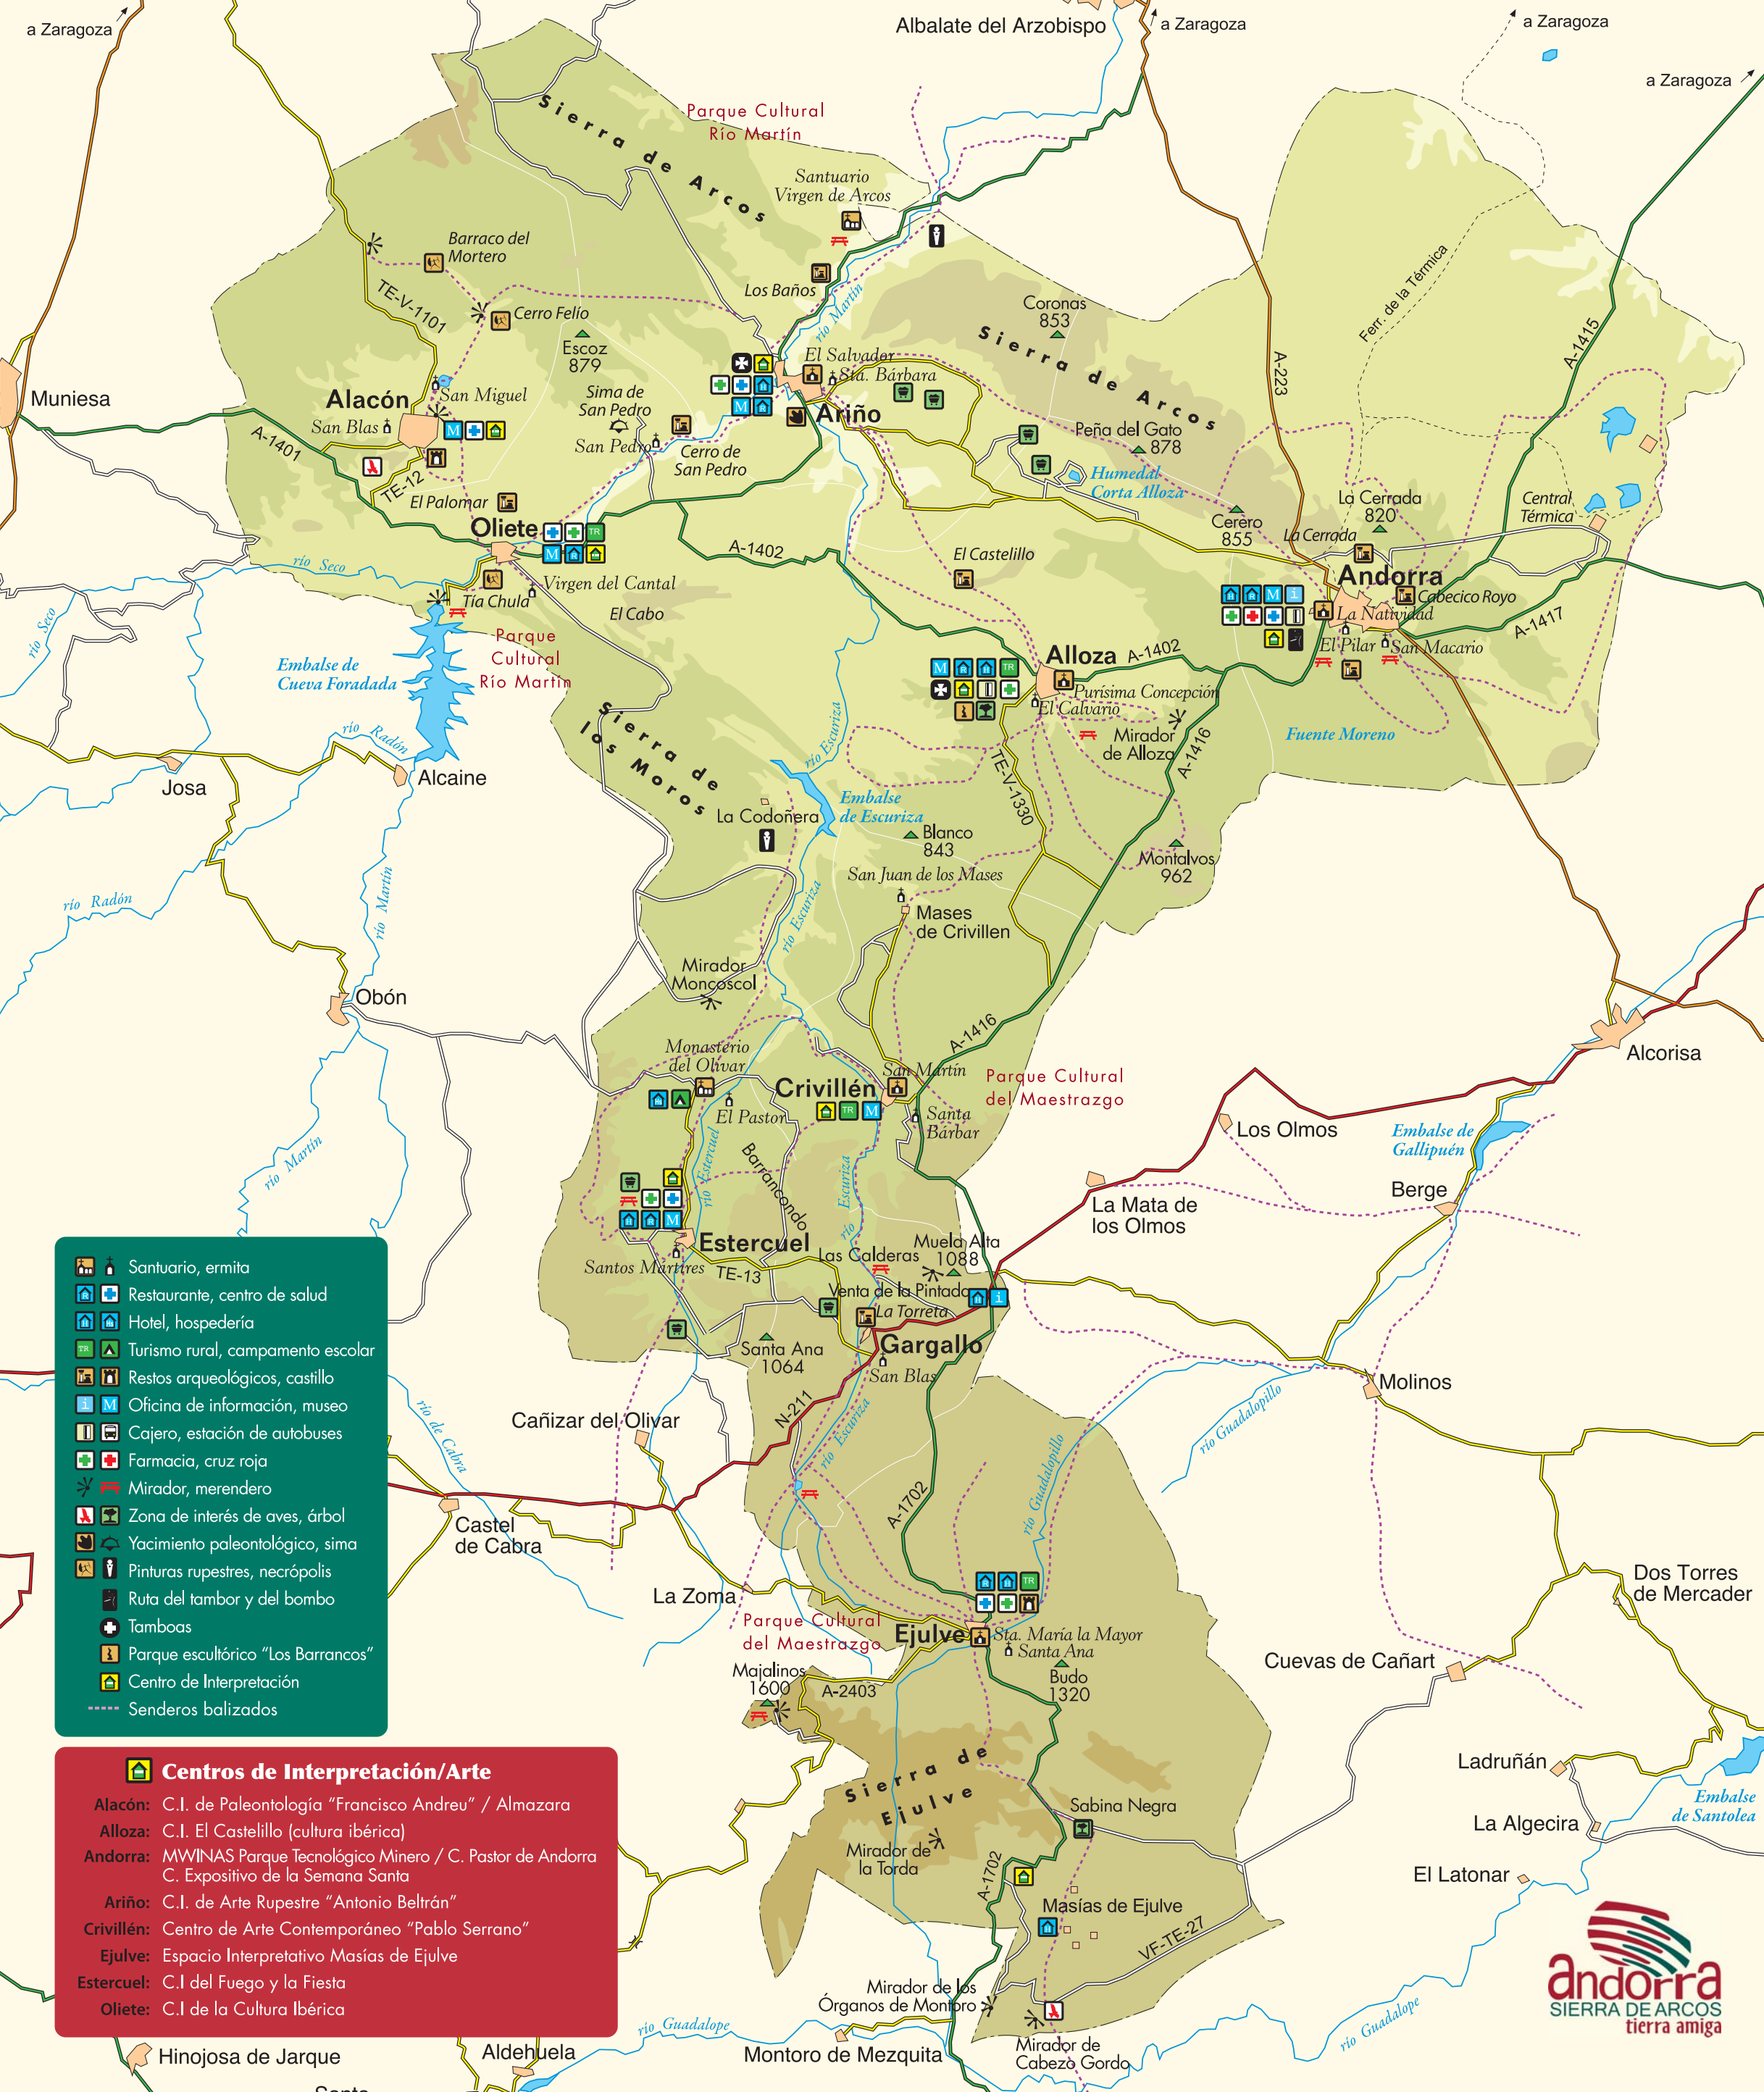 a Zaragoza
Albalate del Arzobispo
a Zaragoza
a Zaragoza
a Zaragoza
Sierra de Arcos
Parque Cultural
Río Martín
Santuario
Virgen de Arcos
Barraco del
Mortero
TE-V-1101
Cerro Felío
Los Baños
río Martín
Coronas
853
Sierra de Arcos
Ferr. de la Térmica
A-1415
A-223
Escoz
879
El Salvador
Sta. Bárbara
Muniesa
Alacón
San Miguel
San Blas
Sima de
San Pedro
San Pedro
Cerro de
San Pedro
Ariño
Peña del Gato
878
Humedal
Corta Alloza
A-1401
TE-12
El Palomar
Oliete
M
TR
A-1402
Cerero
855
La Cerrada
820
La Cerrada
Central
Térmica
río Seco
río Seco
Tía Chula
Virgen del Cantal
El Cabo
El Castelillo
Andorra
Cabecico Royo
La Natividad
El Pilar
San Macario
A-1417
Parque
Cultural
Río Martín
Embalse de
Cueva Foradada
Alloza
A-1402
Purísima Concepción
El Calvario
Mirador
de Alloza
A-1416
Fuente Moreno
TE-V-1330
río Radón
Josa
Alcaine
Sierra de
los Moros
río Escuriza
La Codoñera
Embalse
de Escuriza
Blanco
843
Montalvos
962
San Juan de los Mases
Mases
de Crivillen
río Radón
río Martín
río Escuriza
Mirador
Moncoscol
Obón
A-1416
Alcorisa
Monasterio
del Olivar
El Pastor
Crivillén
San Martín
TR
M
Santa
Bárbar
Parque Cultural
del Maestrazgo
Los Olmos
Embalse de
Gallipuén
Berge
La Mata de
los Olmos
río Martín
río Estercuel
Barrancondo
río Escuriza
Estercuel
Santos Mártires
TE-13
Las Calderas
Muela Alta
1088
Venta de la Pintada
La Torreta
Gargallo
San Blas
Santa Ana
1064
N-211
río Escuriza
Cañizar del Olivar
río de Cabra
Castel
de Cabra
Molinos
río Guadalopillo
río Guadalopillo
A-1702
La Zoma
Parque Cultural
del Maestrazgo
Ejulve
Sta. María la Mayor
Santa Ana
Budo
1320
Majalinos
1600
A-2403
Dos Torres
de Mercader
Cuevas de Cañart
Sierra de
Ejulve
Mirador de
la Torda
Sabina Negra
A-1702
Masías de Ejulve
VF-TE-27
Ladruñán
La Algecira
Embalse
de Santolea
El Latonar
Mirador de los
Órganos de Montoro
Mirador de
Cabezo Gordo
Montoro de Mezquita
río Guadalope
río Guadalope
Hinojosa de Jarque
Aldehuela
Santuario, ermita
Restaurante, centro de salud
Hotel, hospedería
Turismo rural, campamento escolar
Restos arqueológicos, castillo
Oficina de información, museo
Cajero, estación de autobuses
Farmacia, cruz roja
Mirador, merendero
Zona de interés de aves, árbol
Yacimiento paleontológico, sima
Pinturas rupestres, necrópolis
Ruta del tambor y del bombo
Tamboas
Parque escultórico “Los Barrancos”
Centro de Interpretación
Senderos balizados
Centros de Interpretación/Arte
Alacón: C.I. de Paleontología “Francisco Andreu” / Almazara
Alloza: C.I. El Castelillo (cultura ibérica)
Andorra: MWINAS Parque Tecnológico Minero / C. Pastor de Andorra
C. Expositivo de la Semana Santa
Ariño: C.I. de Arte Rupestre “Antonio Beltrán”
Crivillén: Centro de Arte Contemporáneo “Pablo Serrano”
Ejulve: Espacio Interpretativo Masías de Ejulve
Estercuel: C.I del Fuego y la Fiesta
Oliete: C.I de la Cultura Ibérica
andorra
SIERRA DE ARCOS
tierra amiga